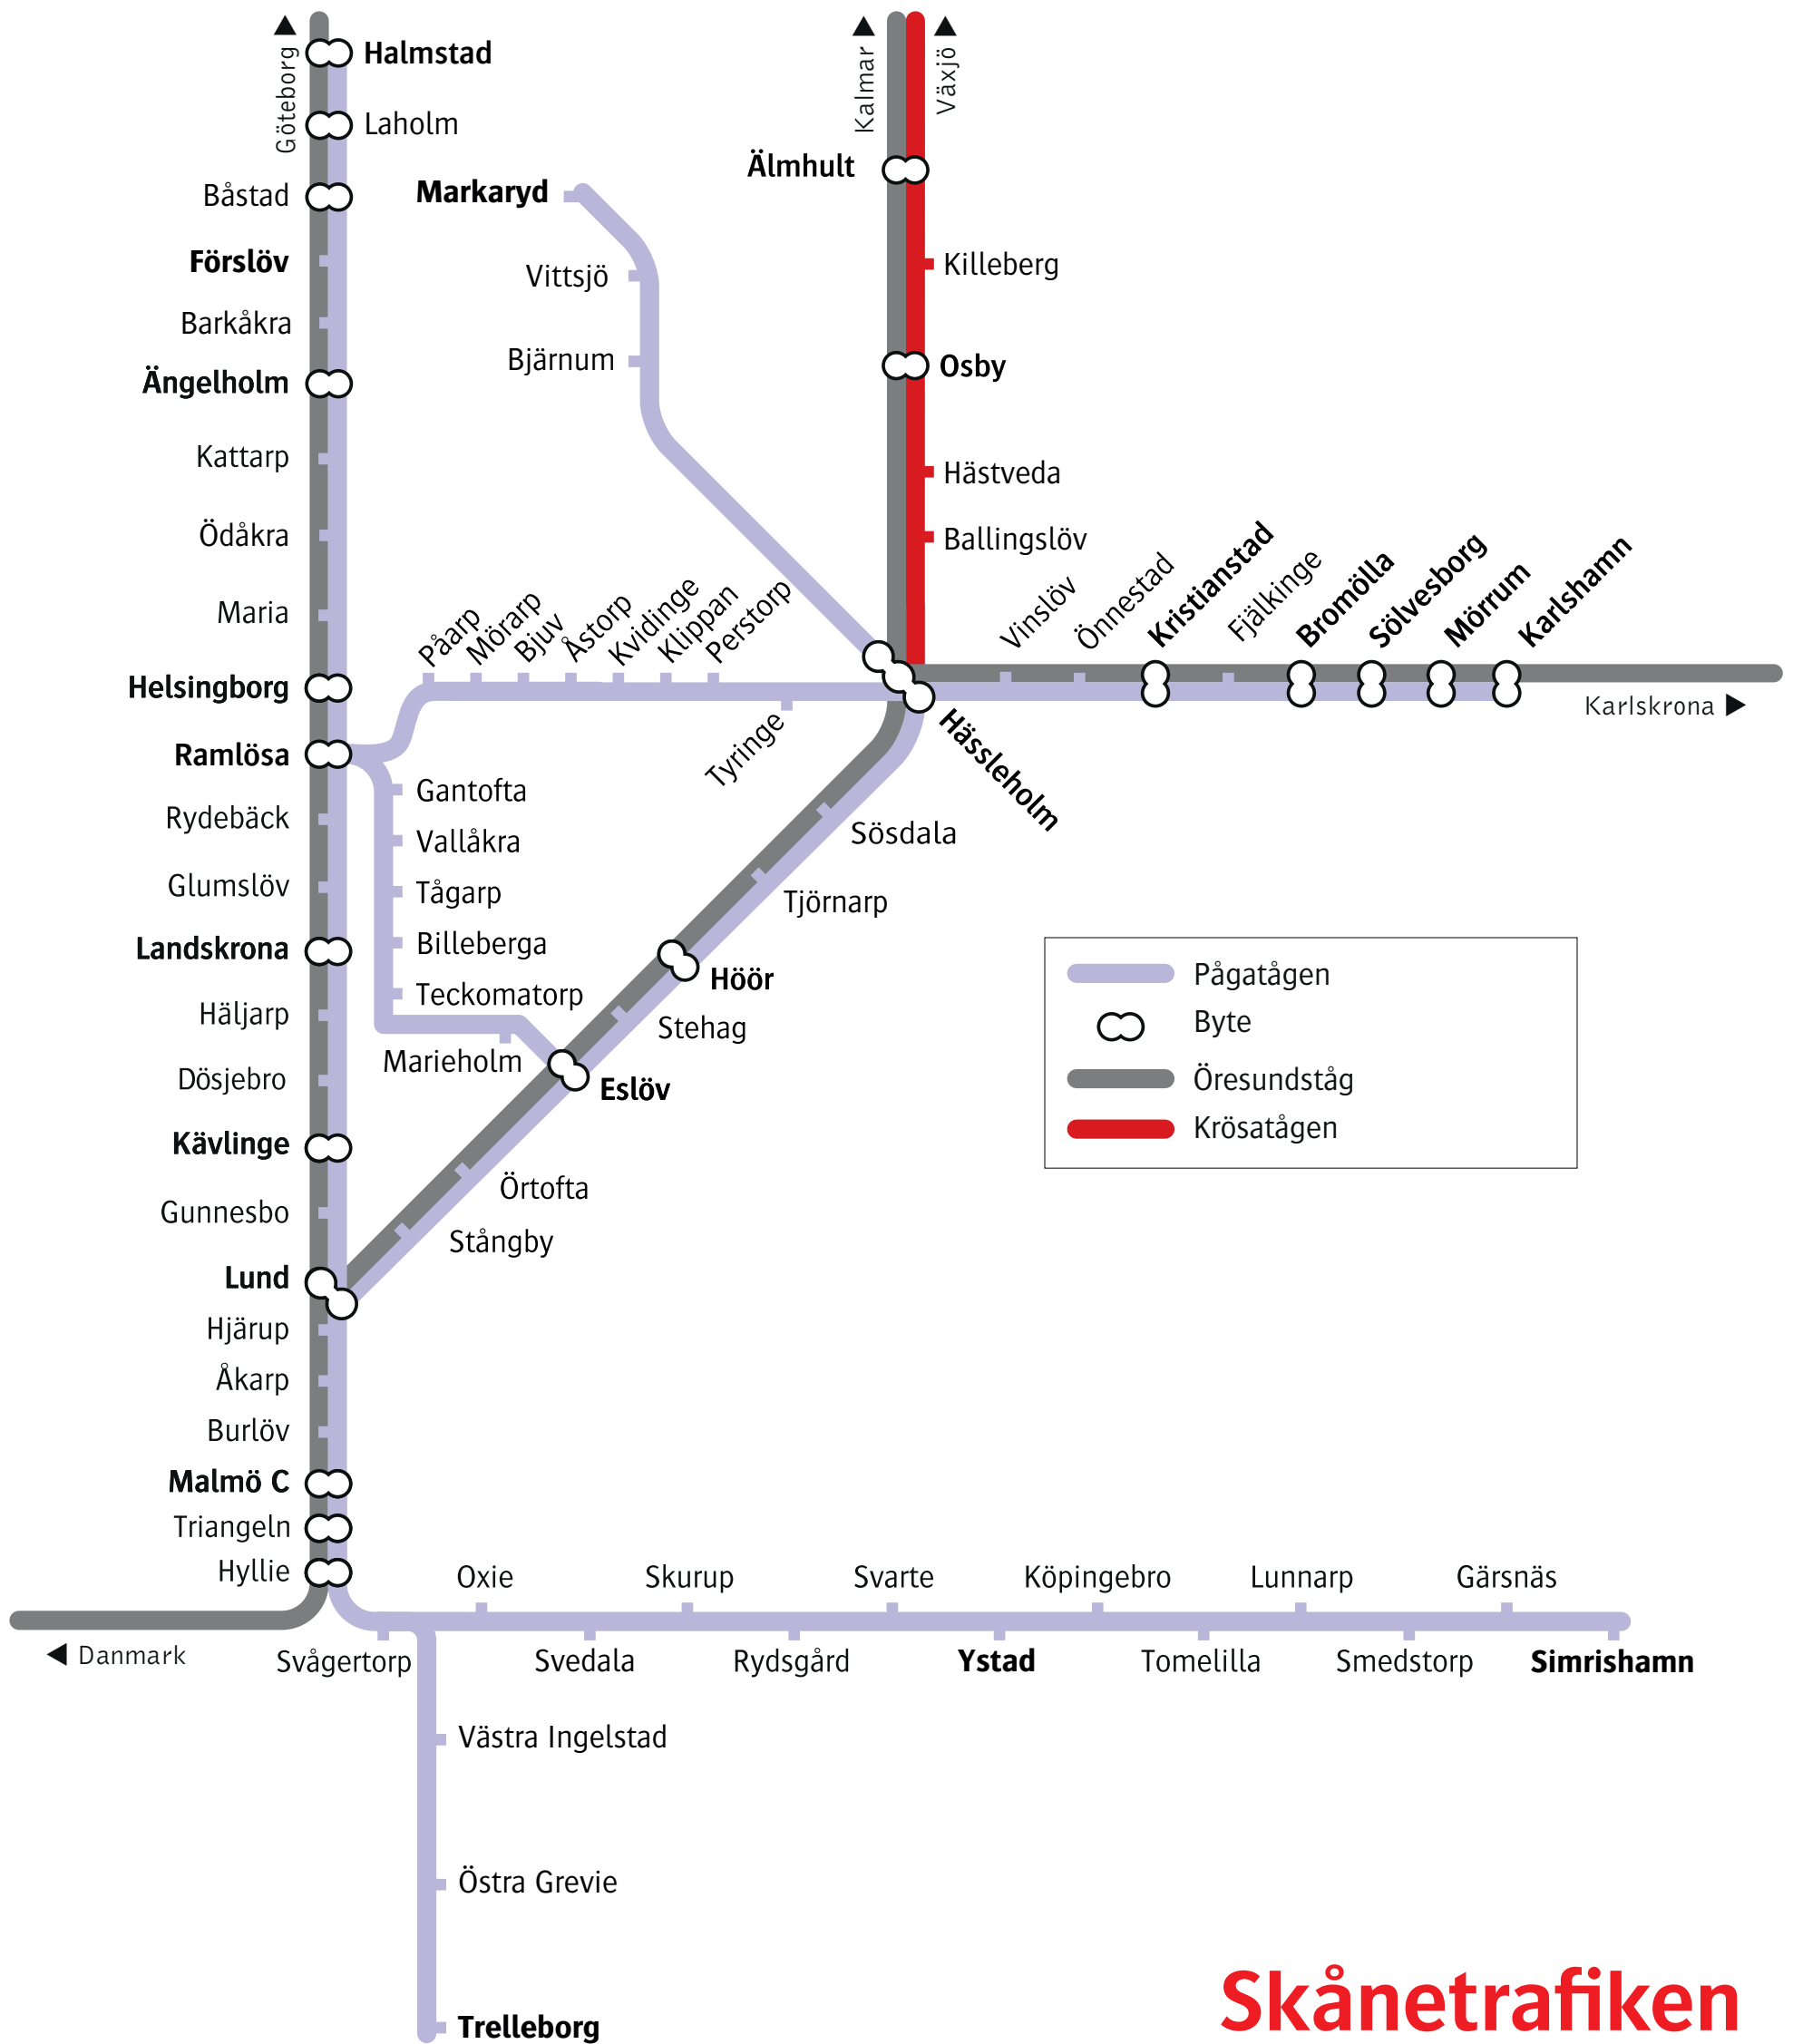 Göteborg
Halmstad
Laholm
Båstad
Förslöv
Barkåkra
Ängelholm
Kattarp
Ödåkra
Maria
Helsingborg
Ramlösa
Rydebäck
Glumslöv
Landskrona
Häljarp
Dösjebro
Kävlinge
Gunnesbo
Lund
Hjärup
Åkarp
Burlöv
Malmö C
Triangeln
Hyllie
Danmark
Markaryd
Vittsjö
Bjärnum
Kalmar
Växjö
Älmhult
Killeberg
Osby
Hästveda
Ballingslöv
Påarp
Mörarp
Bjuv
Åstorp
Kvidinge
Klippan
Perstorp
Tyringe
Hässleholm
Vinslöv
Önnestad
Kristianstad
Fjälkinge
Bromölla
Sölvesborg
Mörrum
Karlshamn
Karlskrona
Gantofta
Vallåkra
Tågarp
Billeberga
Teckomatorp
Marieholm
Sösdala
Tjörnarp
Höör
Stehag
Eslöv
Örtofta
Stångby
Pågatågen
Byte
Öresundståg
Krösatågen
Svågertorp
Oxie
Svedala
Skurup
Rydsgård
Svarte
Ystad
Köpingebro
Tomelilla
Lunnarp
Smedstorp
Gärsnäs
Simrishamn
Västra Ingelstad
Östra Grevie
Trelleborg
Skånetrafiken